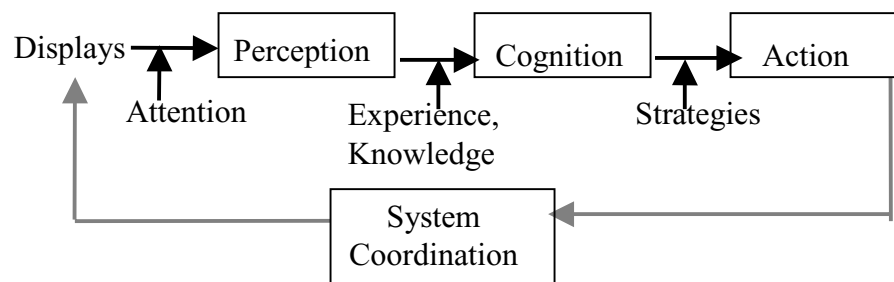 Displays
Perception
Cognition
Action
Attention
Experience,
Knowledge
Strategies
System
Coordination